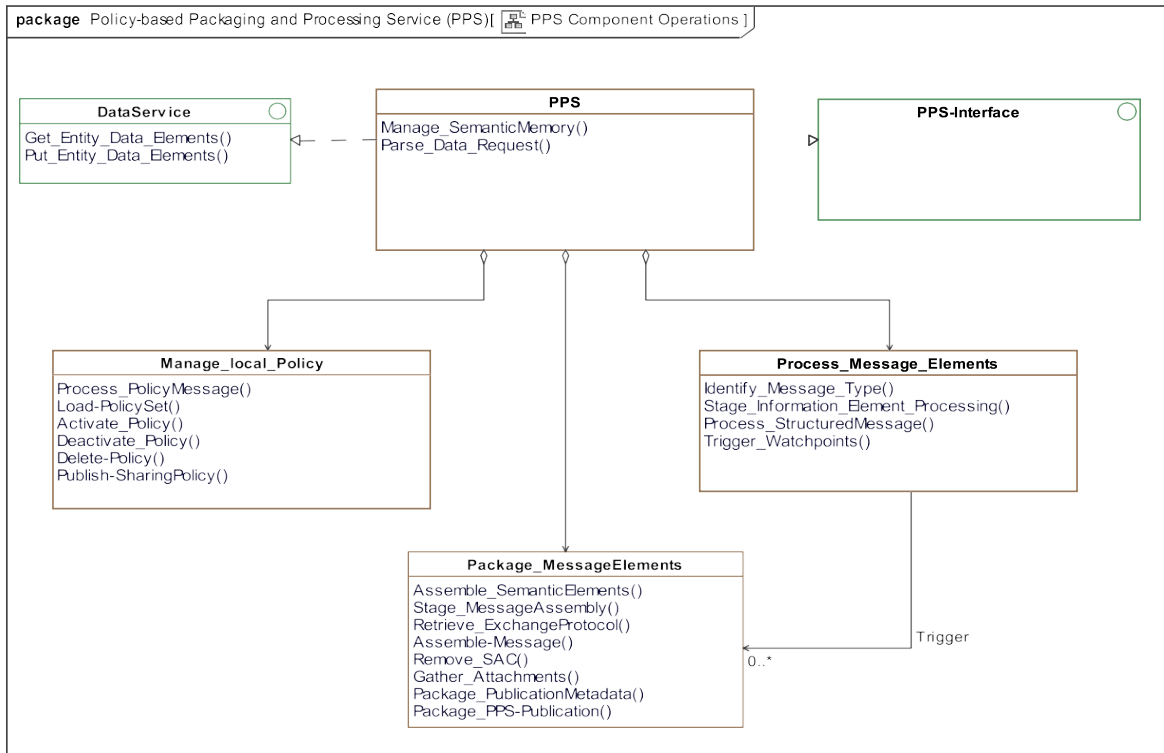 package Policy-based Packaging and Processing Service (PPS)[ PPS Component Operations ]
DataService
Get_Entity_Data_Elements()
Put_Entity_Data_Elements()
PPS
Manage_SemanticMemory()
Parse_Data_Request()
PPS-Interface
Manage_local_Policy
Process_PolicyMessage()
Load-PolicySet()
Activate_Policy()
Deactivate_Policy()
Delete-Policy()
Publish-SharingPolicy()
Process_Message_Elements
Identify_Message_Type()
Stage_Information_Element_Processing()
Process_StructuredMessage()
Trigger_Watchpoints()
Package_MessageElements
Assemble_SemanticElements()
Stage_MessageAssembly()
Retrieve_ExchangeProtocol()
Assemble-Message()
Remove_SAC()
Gather_Attachments()
Package_PublicationMetadata()
Package_PPS-Publication()
Trigger
0..*